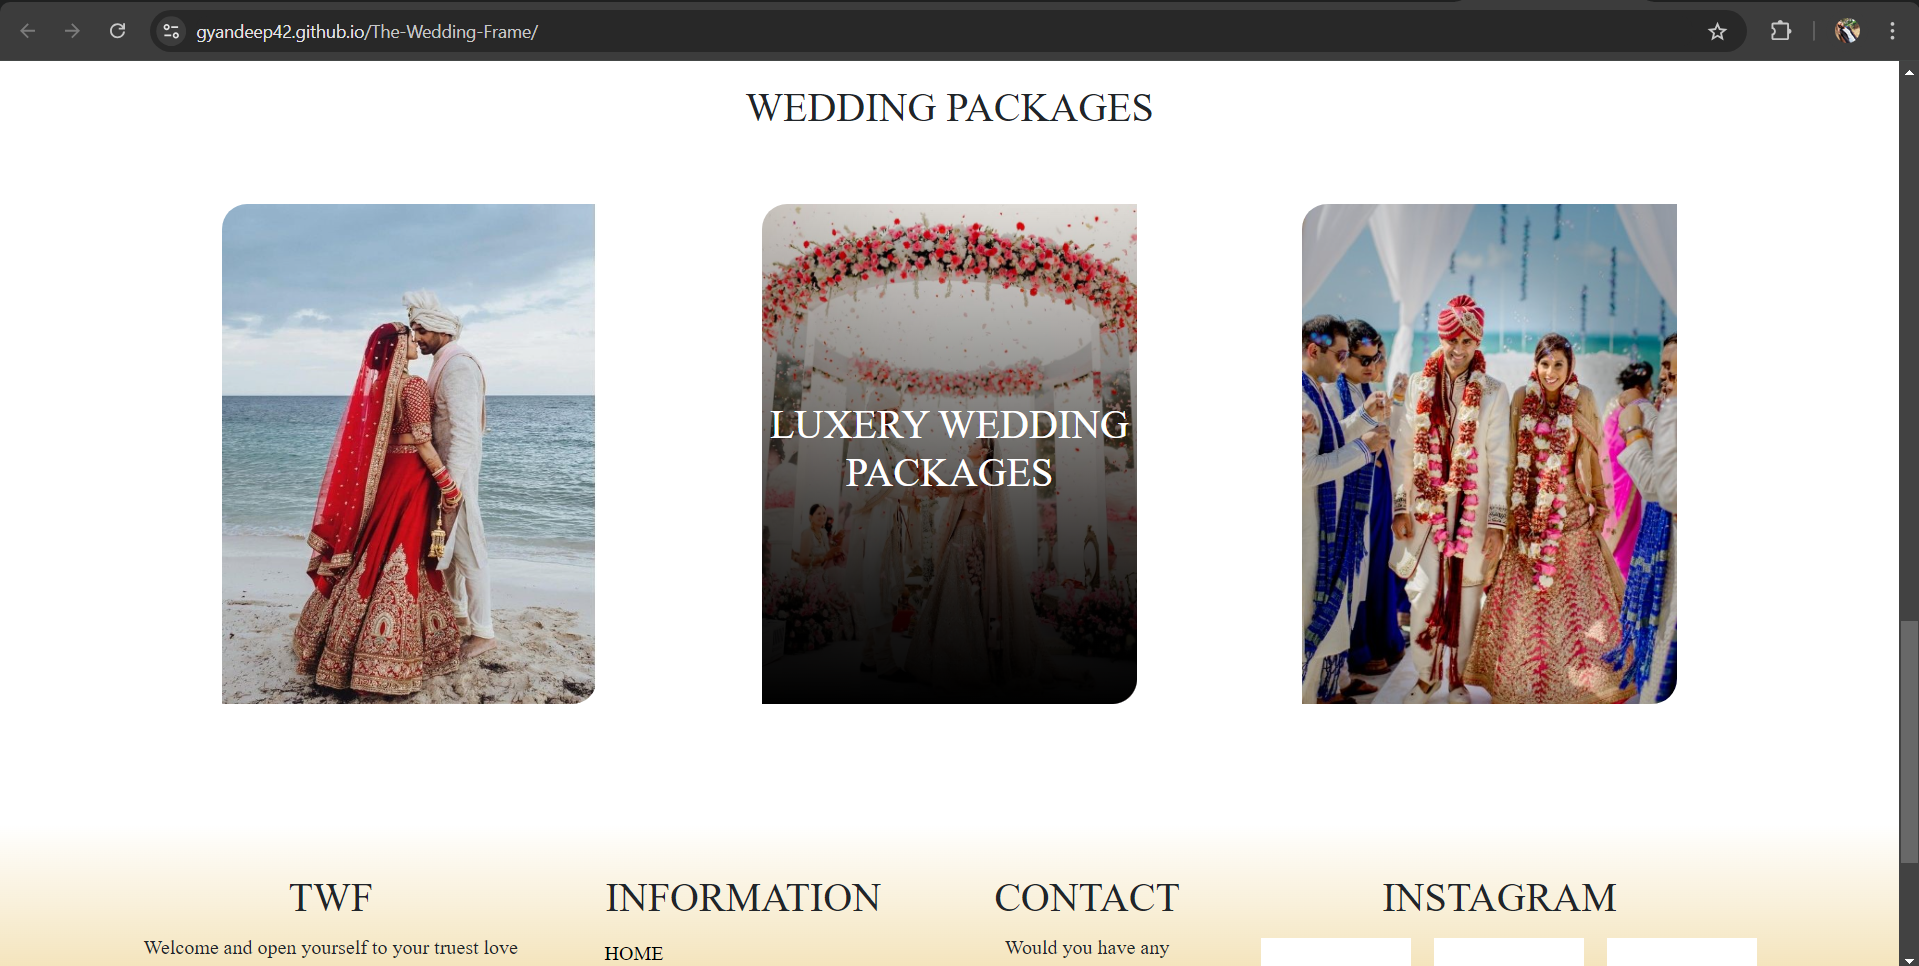 gyandeep42.github.io/The-Wedding-Frame/
WEDDING PACKAGES
LUXERY WEDDING
PACKAGES
TWF
Welcome and open yourself to your truest love
INFORMATION
HOME
CONTACT
Would you have any
INSTAGRAM